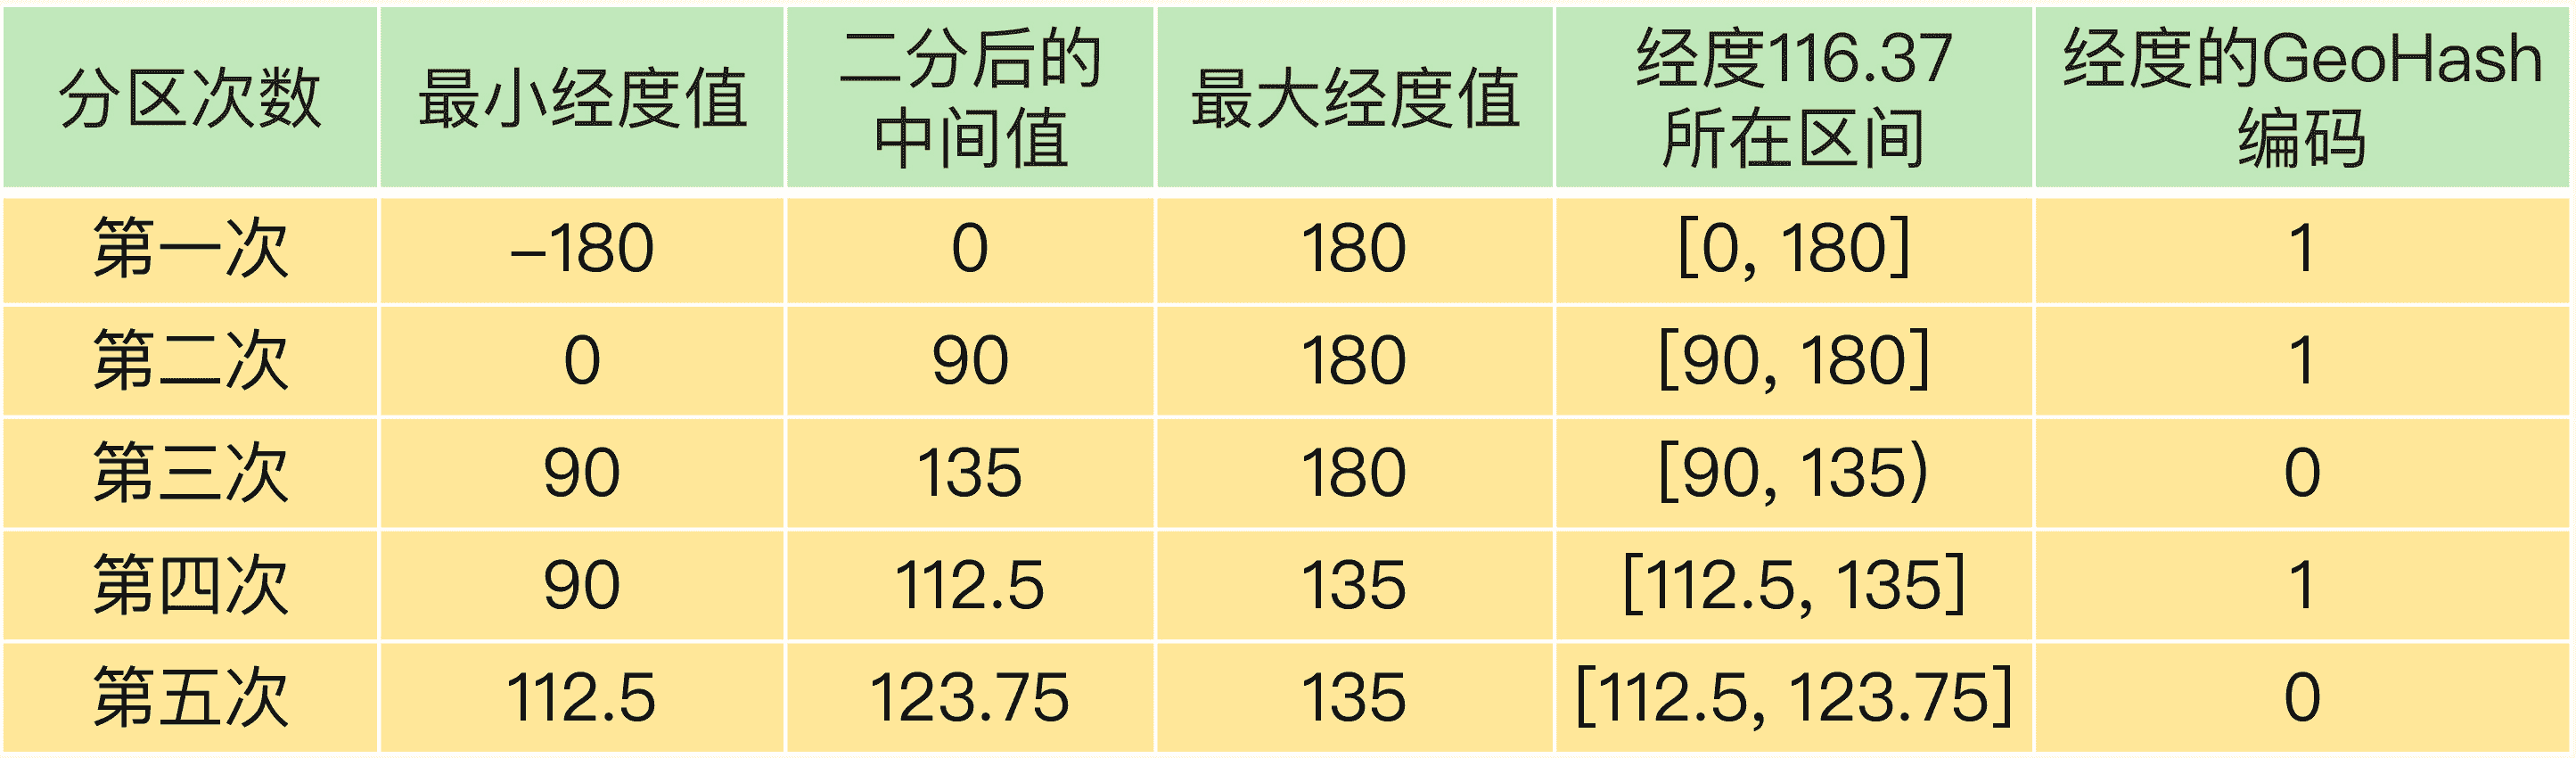 分区次数 最小经度值 二分后的中间值 最大经度值 经度116.37所在区间 经度的GeoHash编码
第一次 –180 0 180 [0, 180] 1
第二次 0 90 180 [90, 180] 1
第三次 90 135 180 [90, 135) 0
第四次 90 112.5 135 [112.5, 135] 1
第五次 112.5 123.75 135 [112.5, 123.75] 0